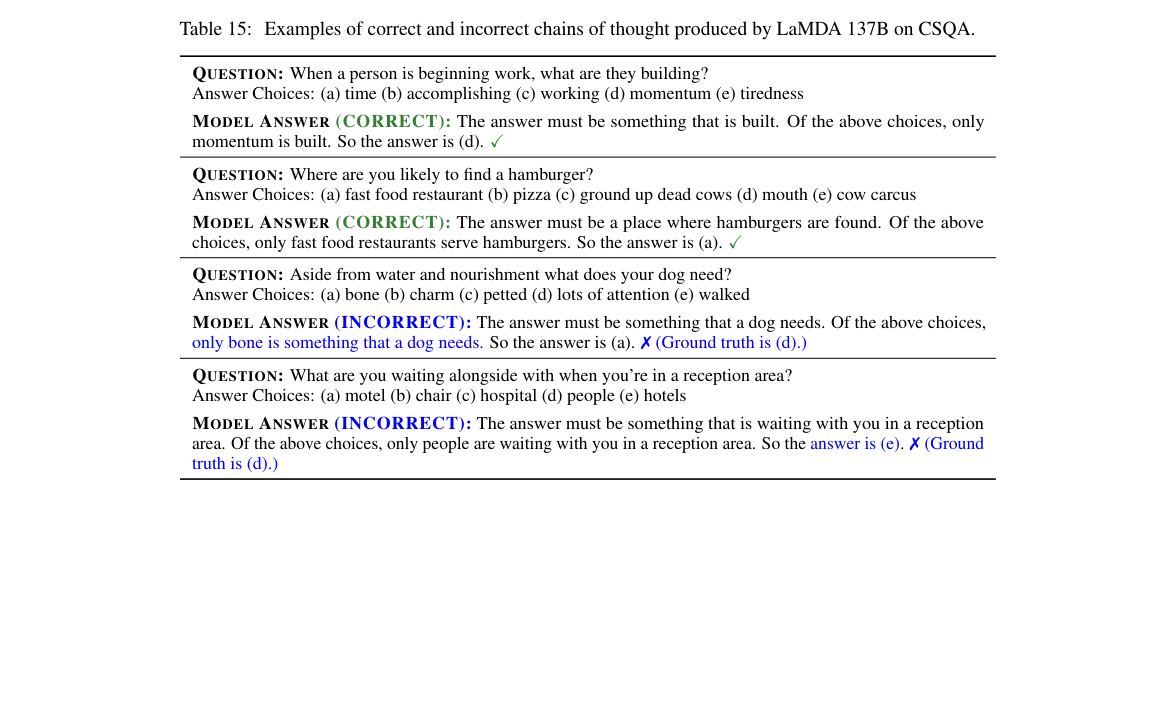 Table 15: Examples of correct and incorrect chains of thought produced by LaMDA 137B on CSQA.
QUESTION: When a person is beginning work, what are they building?
Answer Choices: (a) time (b) accomplishing (c) working (d) momentum (e) tiredness
MODEL ANSWER (CORRECT): The answer must be something that is built. Of the above choices, only
momentum is built. So the answer is (d). ✓
QUESTION: Where are you likely to find a hamburger?
Answer Choices: (a) fast food restaurant (b) pizza (c) ground up dead cows (d) mouth (e) cow carcus
MODEL ANSWER (CORRECT): The answer must be a place where hamburgers are found. Of the above
choices, only fast food restaurants serve hamburgers. So the answer is (a). ✓
QUESTION: Aside from water and nourishment what does your dog need?
Answer Choices: (a) bone (b) charm (c) petted (d) lots of attention (e) walked
MODEL ANSWER (INCORRECT): The answer must be something that a dog needs. Of the above choices,
only bone is something that a dog needs. So the answer is (a). ✗ (Ground truth is (d).)
QUESTION: What are you waiting alongside with when you're in a reception area?
Answer Choices: (a) motel (b) chair (c) hospital (d) people (e) hotels
MODEL ANSWER (INCORRECT): The answer must be something that is waiting with you in a reception
area. Of the above choices, only people are waiting with you in a reception area. So the answer is (e). ✗ (Ground
truth is (d).)